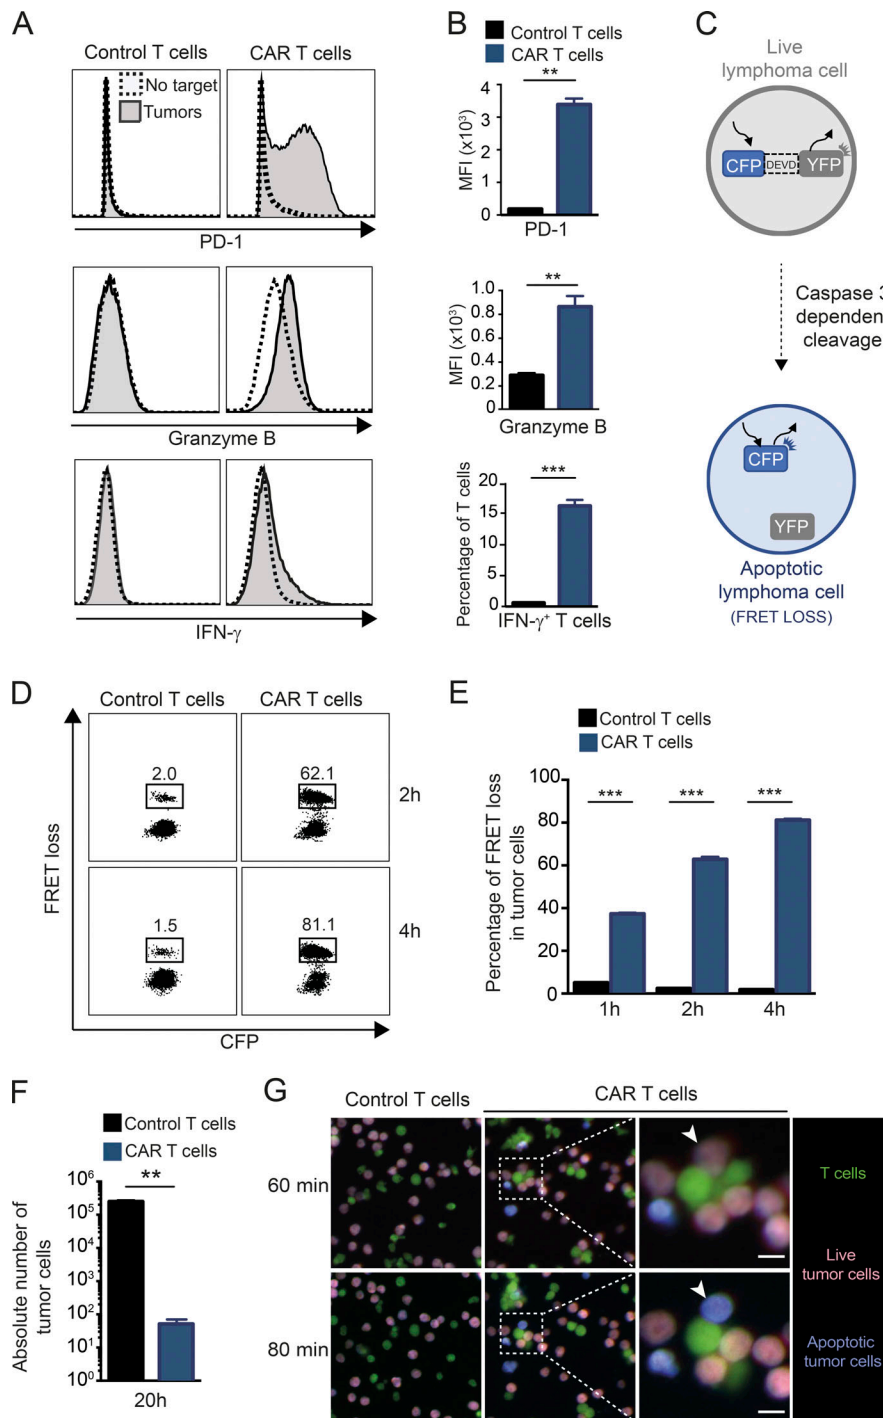 A
Control T cells
CAR T cells
No target
Tumors
PD-1
Granzyme B
IFN-γ
B
Control T cells
CAR T cells
**
MFI (x10³)
4
3
2
1
0
PD-1
**
MFI (x10³)
1.0
0.8
0.6
0.4
0.2
0
Granzyme B
***
Percentage of T cells
20
15
10
5
0
IFN-γ⁺ T cells
C
Live
lymphoma cell
CFP
DEVD
YFP
Caspase 3
dependen
cleavage
CFP
YFP
Apoptotic
lymphoma cell
(FRET LOSS)
D
Control T cells
CAR T cells
2.0
62.1
2h
1.5
81.1
4h
FRET loss
CFP
E
Control T cells
CAR T cells
Percentage of FRET loss
in tumor cells
100
80
60
40
20
0
***
***
***
1h
2h
4h
F
Control T cells
CAR T cells
Absolute number of
tumor cells
10⁶
10⁵
10⁴
10³
10²
10¹
10⁰
**
20h
G
Control T cells
CAR T cells
60 min
80 min
T cells
Live
tumor cells
Apoptotic
tumor cells